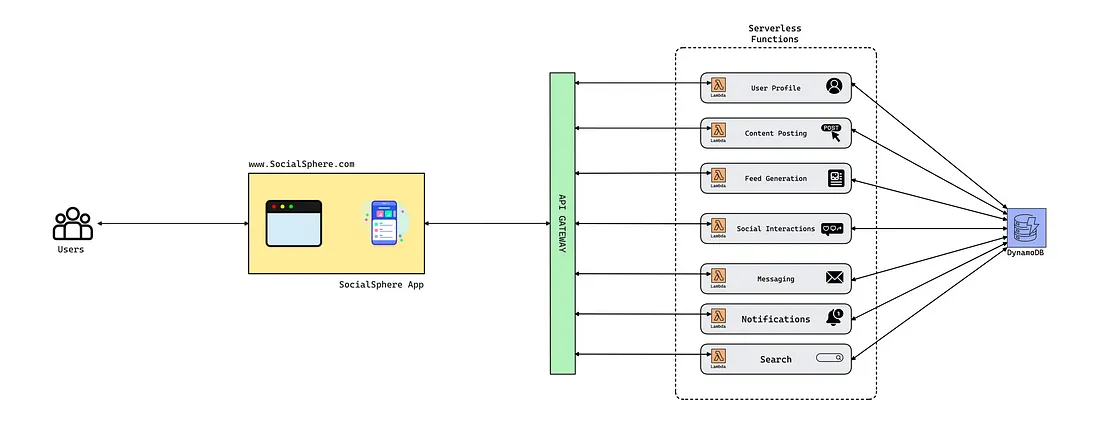 Serverless
Functions
www.SocialSphere.com
Users
SocialSphere App
API GATEWAY
Lambda
User Profile
Lambda
Content Posting
POST
Lambda
Feed Generation
Lambda
Social Interactions
Lambda
Messaging
Lambda
Notifications
1
Lambda
Search
DynamoDB